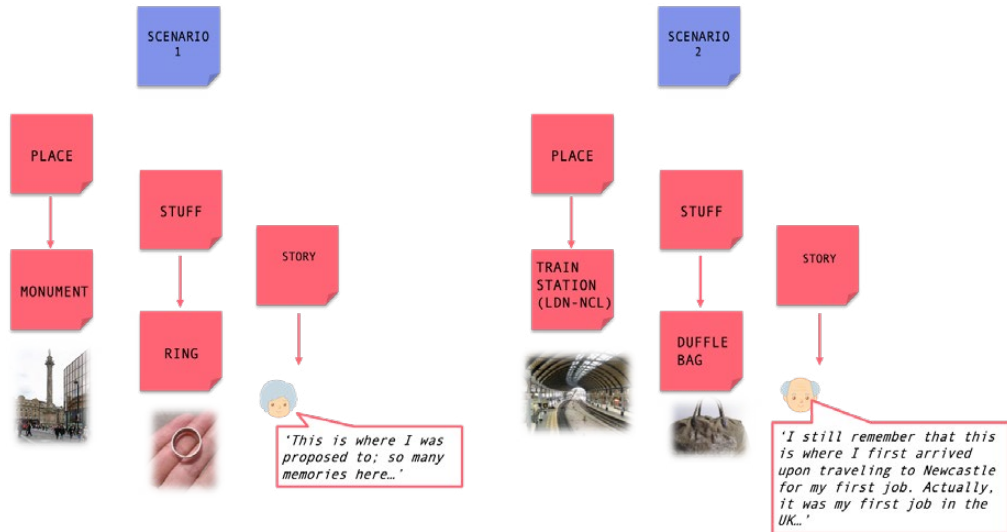 SCENARIO
1
PLACE
MONUMENT
STUFF
RING
STORY
‘This is where I was
proposed to; so many
memories here…’
SCENARIO
2
PLACE
TRAIN
STATION
(LDN-NCL)
STUFF
DUFFLE
BAG
STORY
‘I still remember that this
is where I first arrived
upon traveling to Newcastle
for my first job. Actually,
it was my first job in the
UK…’